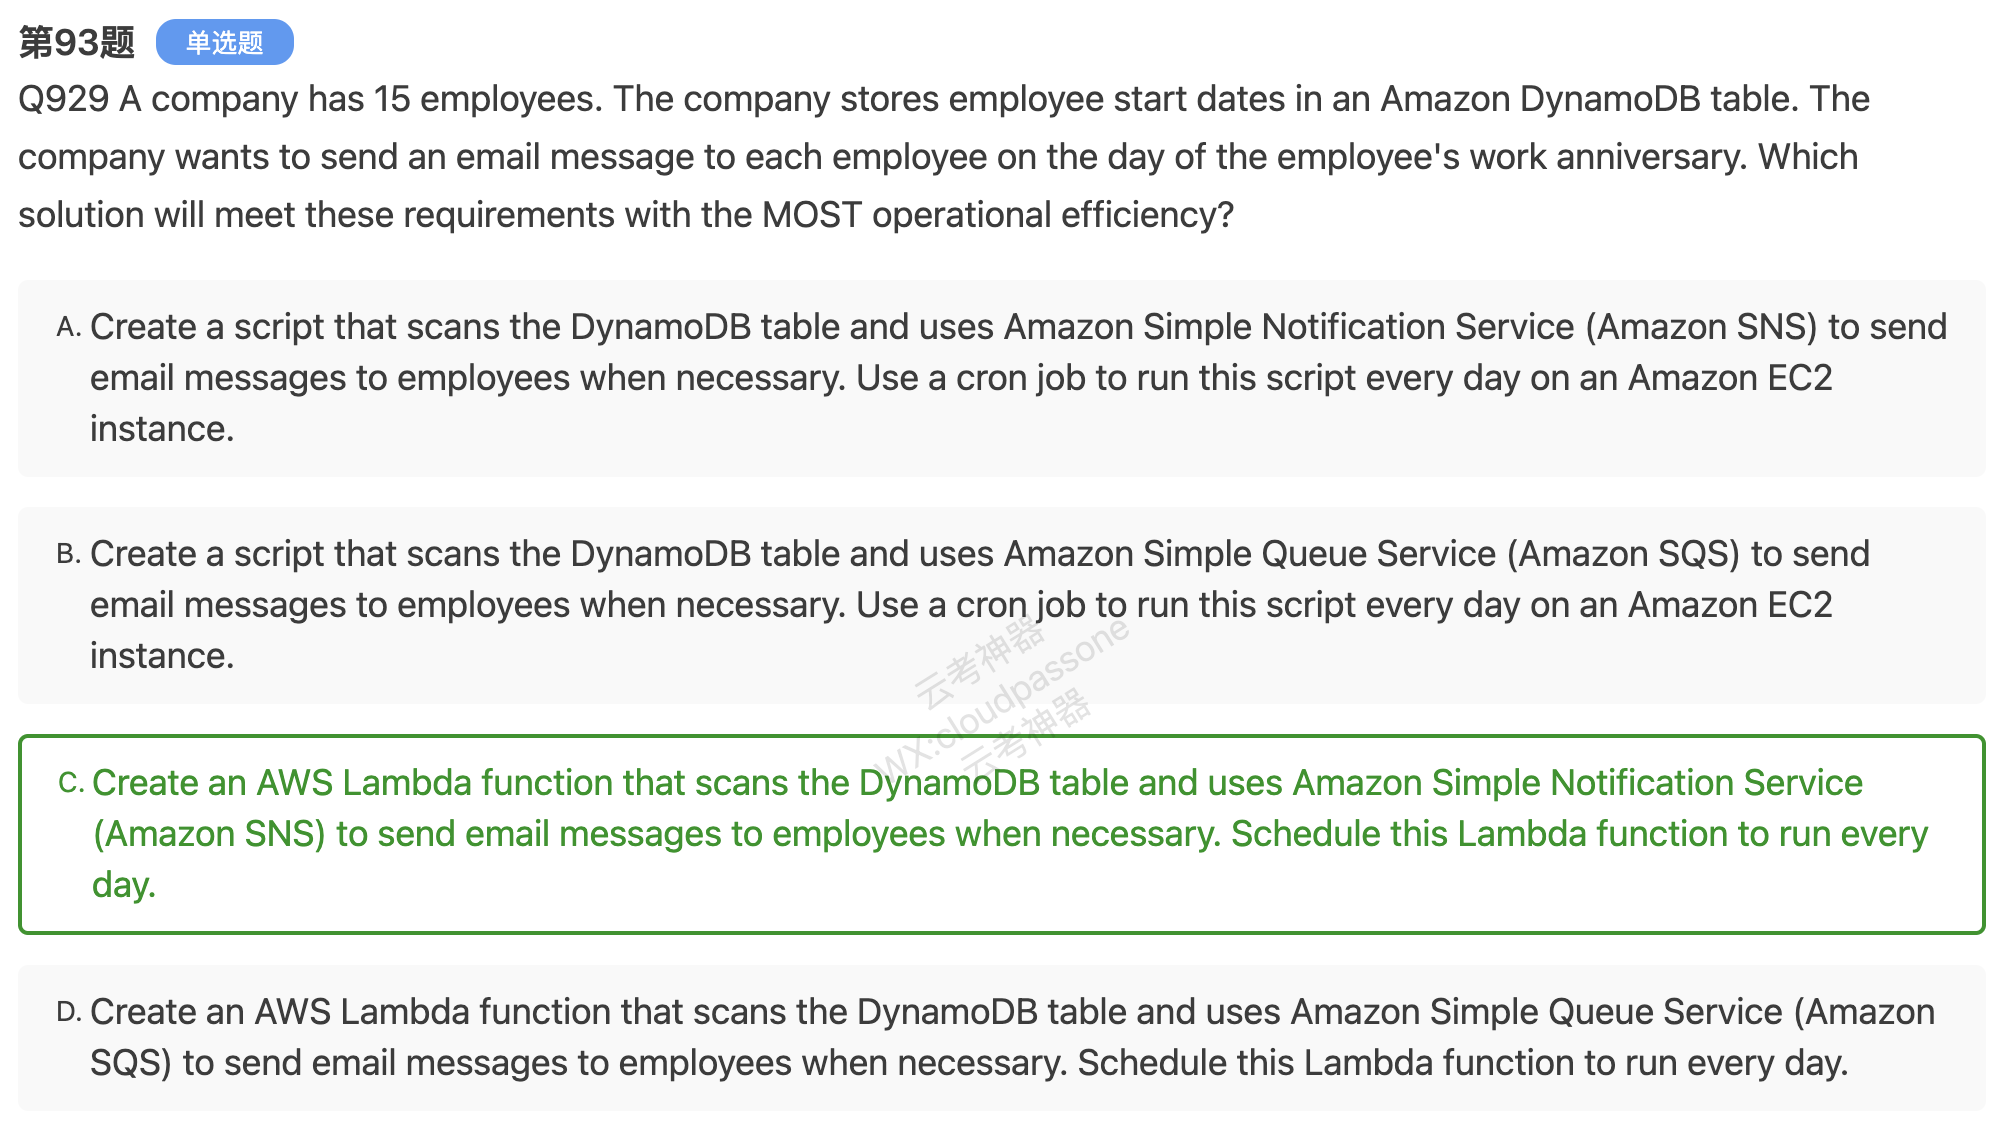 第93题 单选题
Q929 A company has 15 employees. The company stores employee start dates in an Amazon DynamoDB table. The
company wants to send an email message to each employee on the day of the employee's work anniversary. Which
solution will meet these requirements with the MOST operational efficiency?
A. Create a script that scans the DynamoDB table and uses Amazon Simple Notification Service (Amazon SNS) to send
email messages to employees when necessary. Use a cron job to run this script every day on an Amazon EC2
instance.
B. Create a script that scans the DynamoDB table and uses Amazon Simple Queue Service (Amazon SQS) to send
email messages to employees when necessary. Use a cron job to run this script every day on an Amazon EC2
instance.
云考神器
WX:cloudpassone
云考神器
C. Create an AWS Lambda function that scans the DynamoDB table and uses Amazon Simple Notification Service
(Amazon SNS) to send email messages to employees when necessary. Schedule this Lambda function to run every
day.
D. Create an AWS Lambda function that scans the DynamoDB table and uses Amazon Simple Queue Service (Amazon
SQS) to send email messages to employees when necessary. Schedule this Lambda function to run every day.